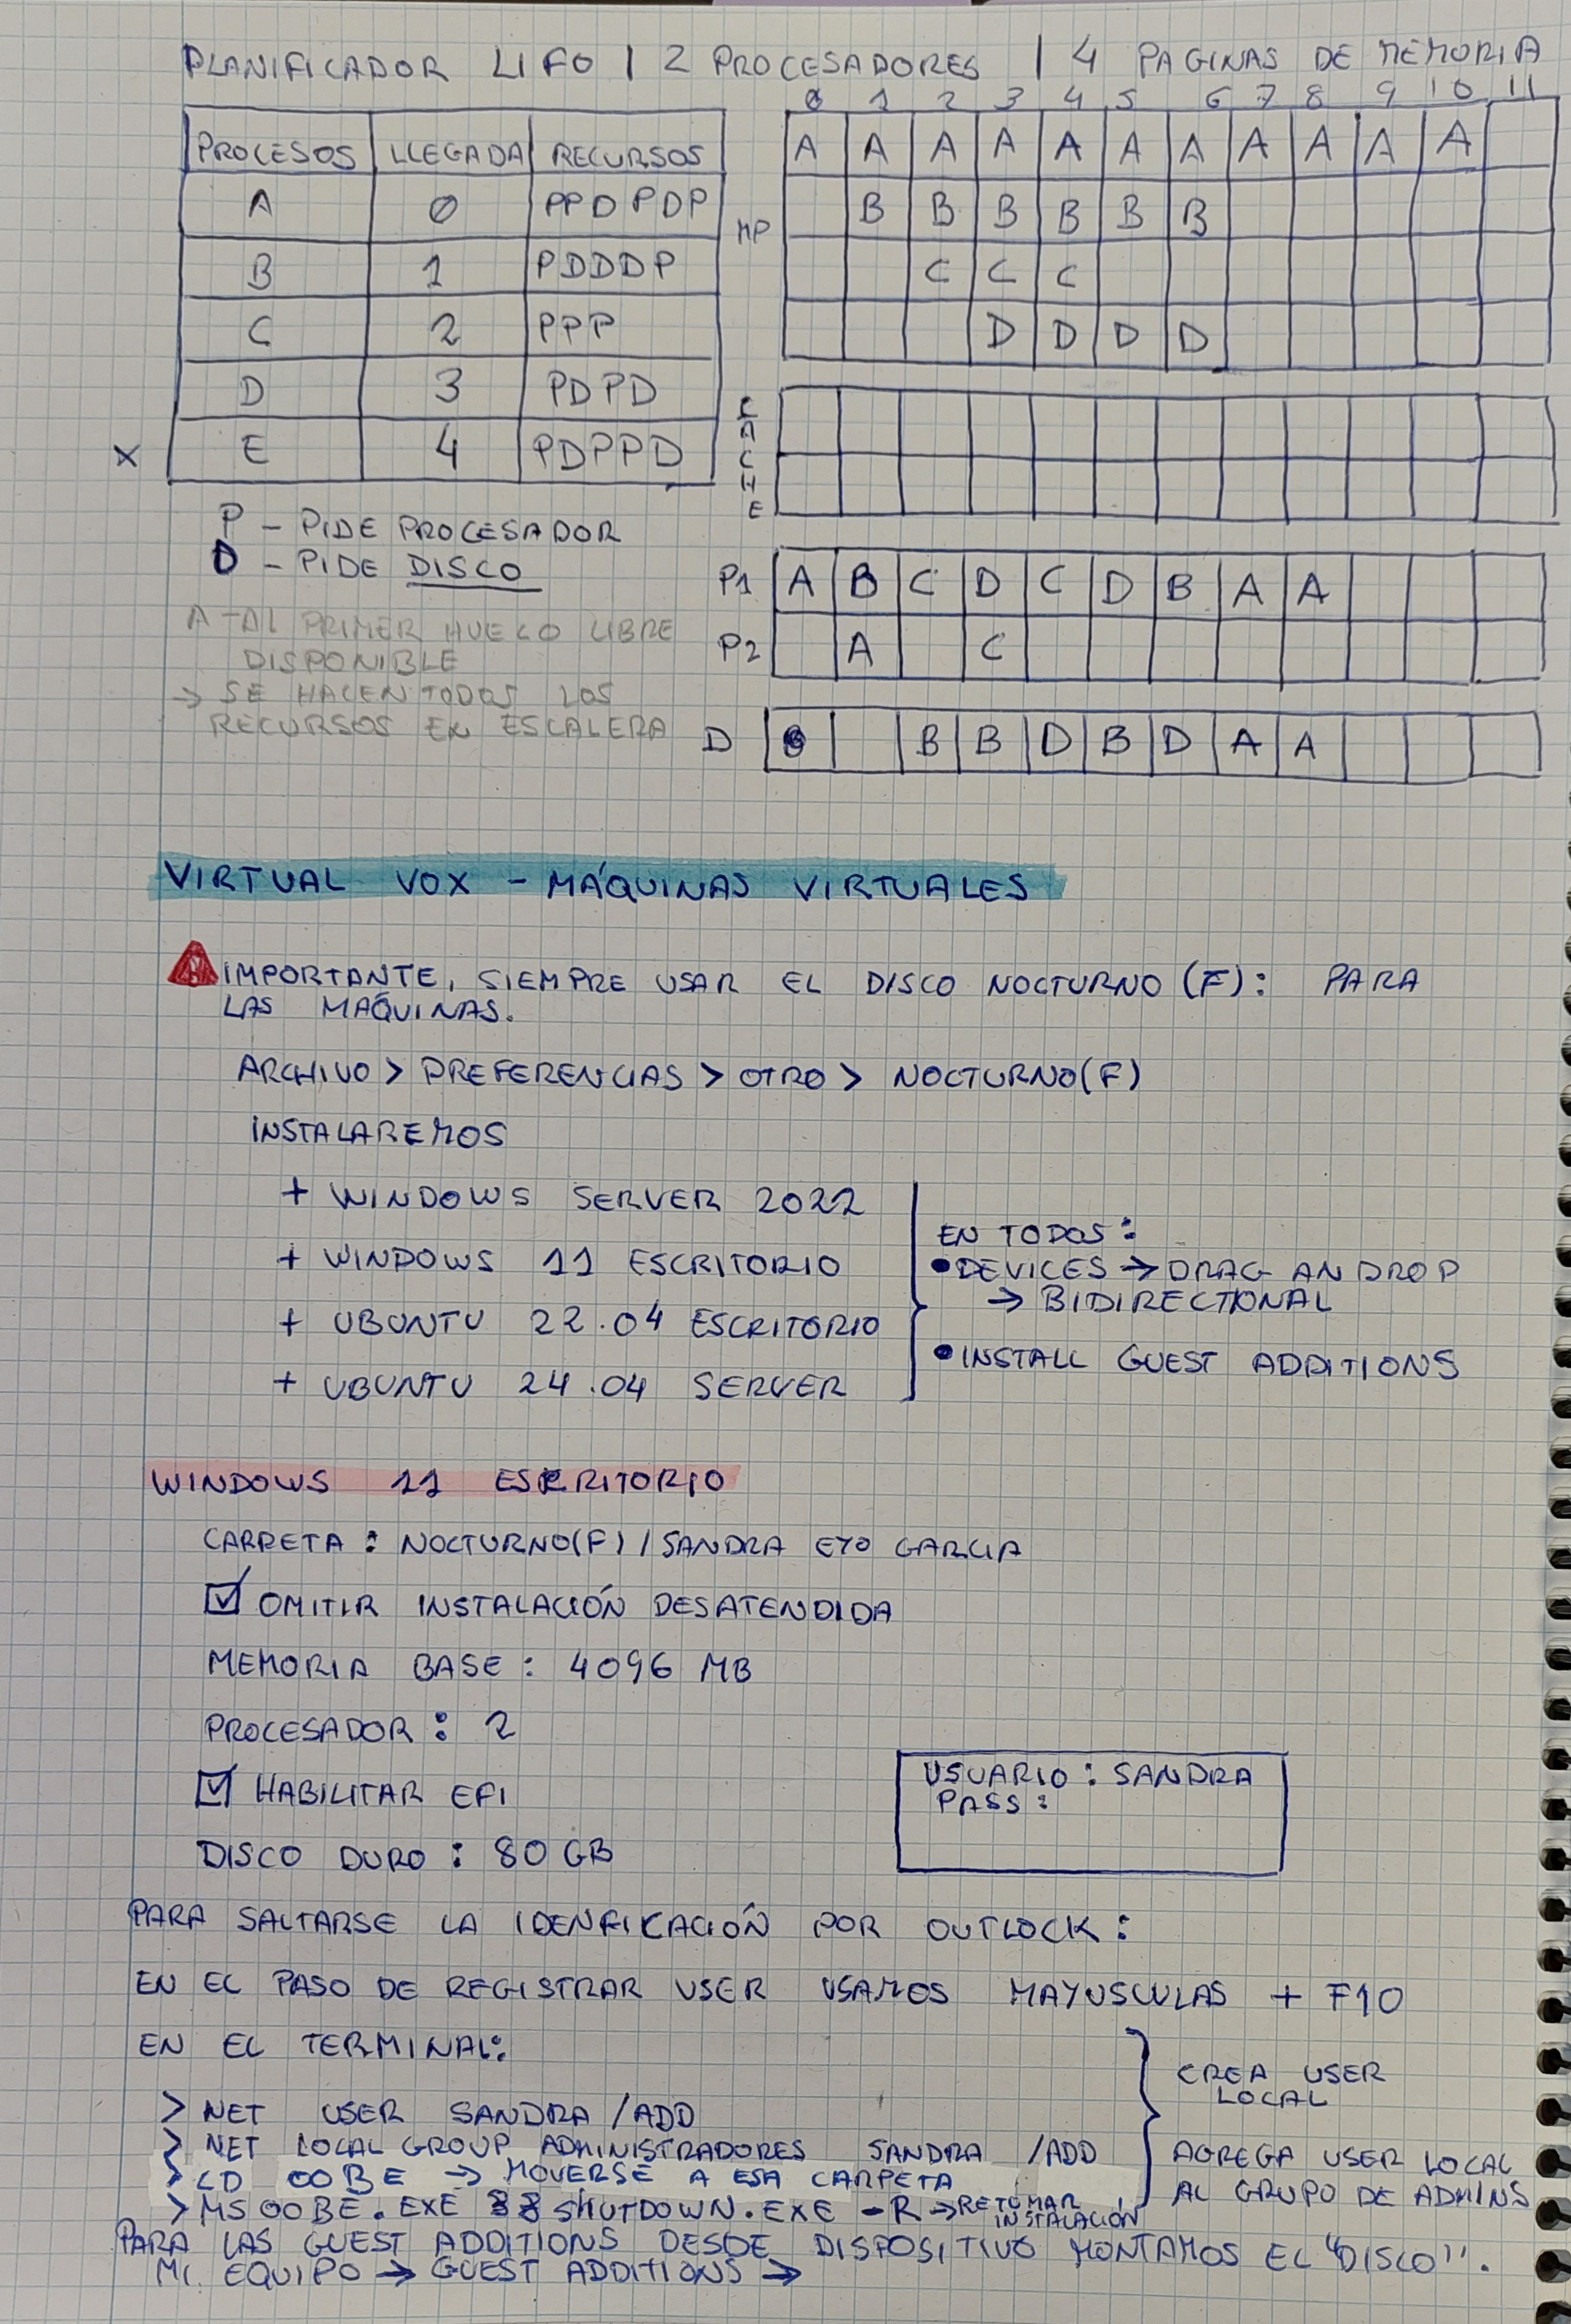 PLANIFICADOR LIFO | 2 PROCESADORES | 4 PAGINAS DE MEMORIA
0 1 2 3 4 5 6 7 8 9 10 11
PROCESOS LLEGADA RECURSOS
A 0 PPDPDP
B 1 PDDDP
C 2 PPP
D 3 PDPD
X E 4 PDPPD
MP
A A A A A A A A A A A
B B B B B B
C C C
D D D D
CACHE
P1 A B C D C D B A A
P2 A C
D B B D B D A A
P - PIDE PROCESADOR
D - PIDE DISCO
AL PRIMER HUECO LIBRE
DISPONIBLE
→ SE HACEN TODOS LOS
RECURSOS EN ESCALERA
VIRTUAL VOX - MÁQUINAS VIRTUALES
IMPORTANTE, SIEMPRE USAR EL DISCO NOCTURNO (F): PARA
LAS MÁQUINAS.
ARCHIVO > PREFERENCIAS > OTRO > NOCTURNO(F)
INSTALAREMOS
+ WINDOWS SERVER 2022
+ WINDOWS 11 ESCRITORIO
+ UBUNTU 22.04 ESCRITORIO
+ UBUNTU 24.04 SERVER
EN TODOS:
• DEVICES → DRAG AN DROP
→ BIDIRECTIONAL
• INSTALL GUEST ADDITIONS
WINDOWS 11 ESCRITORIO
CARPETA: NOCTURNO(F) / SANDRA EYO GARCIA
☑ OMITIR INSTALACIÓN DESATENDIDA
MEMORIA BASE: 4096 MB
PROCESADOR: 2
☑ HABILITAR EFI
DISCO DURO: 80 GB
USUARIO: SANDRA
PASS:
PARA SALTARSE LA IDENFICACIÓN POR OUTLOCK:
EN EL PASO DE REGISTRAR USER USAMOS MAYUSCULAS + F10
EN EL TERMINAL:
> NET USER SANDRA /ADD
> NET LOCALGROUP ADMINISTRADORES SANDRA /ADD
> CD OOBE → MOVERSE A ESA CARPETA
> MSOOBE.EXE && SHUTDOWN.EXE -R → RETOMAR INSTALACIÓN
CREA USER
LOCAL
AGREGA USER LOCAL
AL GRUPO DE ADMINS
PARA LAS GUEST ADDITIONS DESDE DISPOSITIVO MONTAMOS EL "DISCO".
MI EQUIPO → GUEST ADDITIONS →